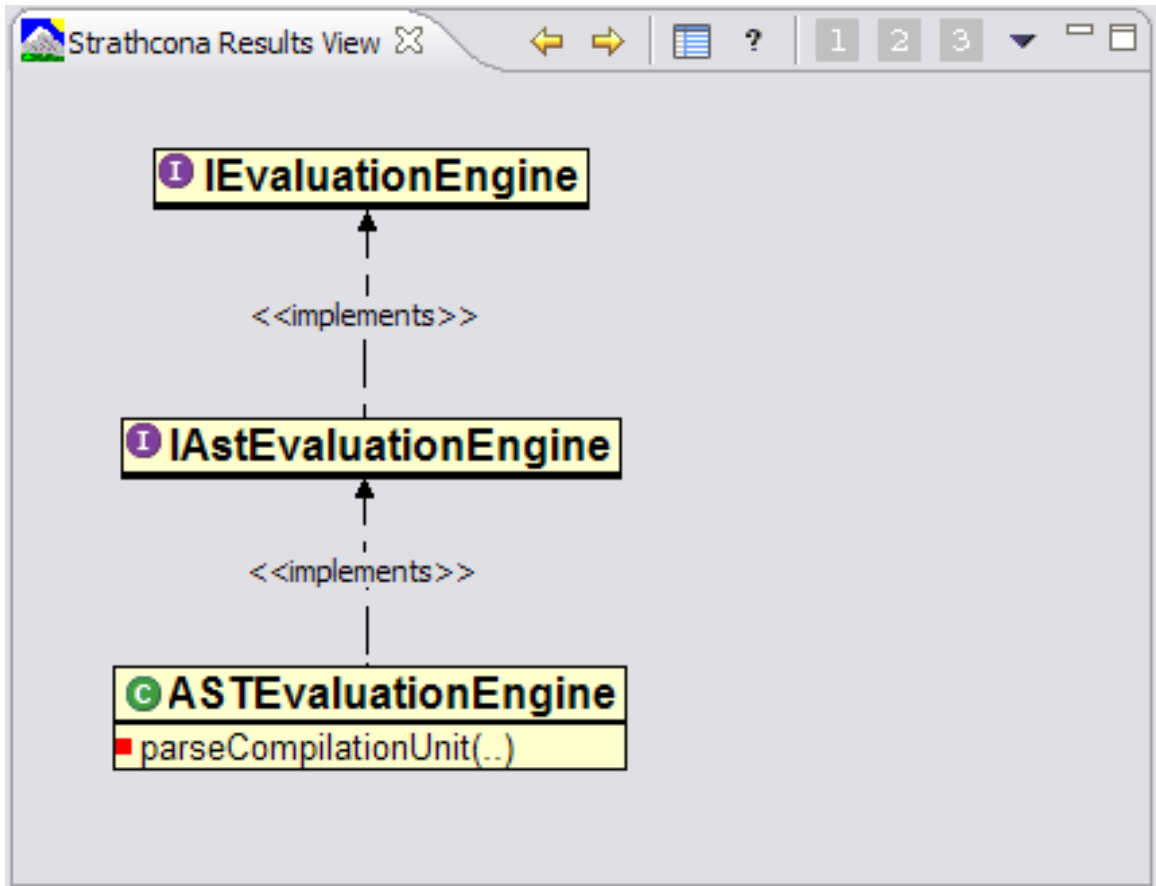 Strathcona Results View
? 1 2 3
I IEvaluationEngine
<<implements>>
I IAstEvaluationEngine
<<implements>>
C ASTEvaluationEngine
parseCompilationUnit(..)